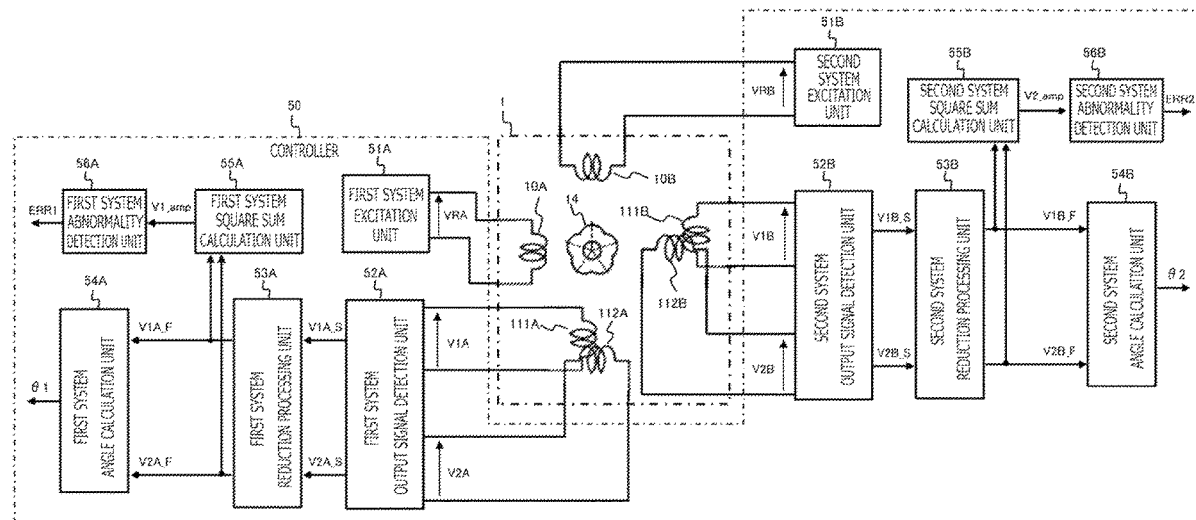 51B
SECOND
SYSTEM
EXCITATION
UNIT
VRB
55B
SECOND SYSTEM
SQUARE SUM
CALCULATION UNIT
V2_amp
56B
SECOND SYSTEM
ABNORMALITY
DETECTION UNIT
ERR2
50
CONTROLLER
1
56A
FIRST SYSTEM
ABNORMALITY
DETECTION UNIT
ERR1
V1_amp
55A
FIRST SYSTEM
SQUARE SUM
CALCULATION UNIT
51A
FIRST SYSTEM
EXCITATION
UNIT
VRA
10A
14
10B
111B
112B
V1B
V2B
52B
SECOND SYSTEM
OUTPUT SIGNAL DETECTION UNIT
V1B_S
V2B_S
53B
SECOND SYSTEM
REDUCTION PROCESSING UNIT
V1B_F
V2B_F
54B
SECOND SYSTEM
ANGLE CALCULATION UNIT
θ2
54A
FIRST SYSTEM
ANGLE CALCULATION UNIT
θ1
V1A_F
V2A_F
53A
FIRST SYSTEM
REDUCTION PROCESSING UNIT
V1A_S
V2A_S
52A
FIRST SYSTEM
OUTPUT SIGNAL DETECTION UNIT
V1A
V2A
111A
112A